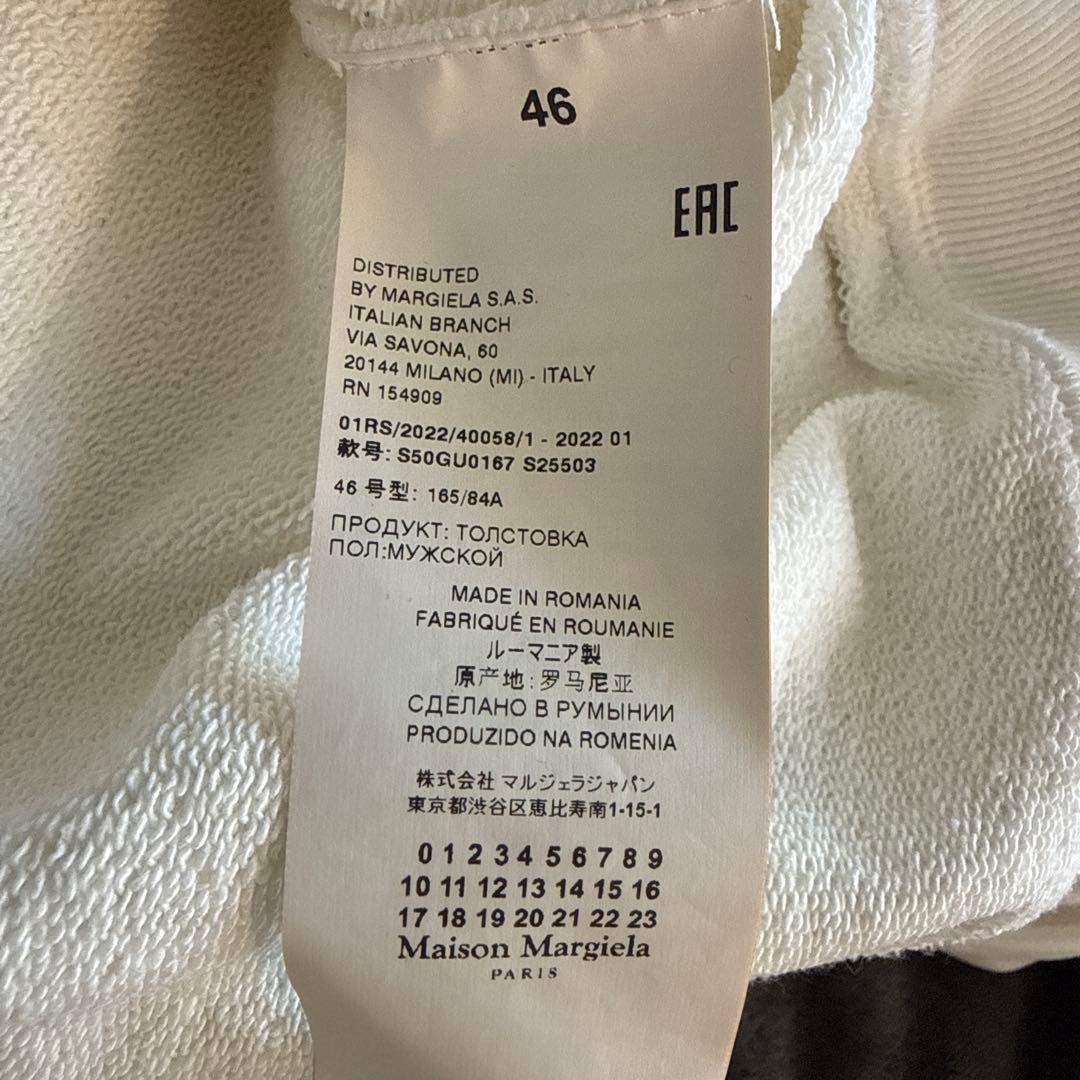 46
EAC
DISTRIBUTED
BY MARGIELA S.A.S.
ITALIAN BRANCH
VIA SAVONA, 60
20144 MILANO (MI) - ITALY
RN 154909
01RS/2022/40058/1 - 2022 01
款号: S50GU0167 S25503
46 号型: 165/84A
ПРОДУКТ: ТОЛСТОВКА
ПОЛ:МУЖСКОЙ
MADE IN ROMANIA
FABRIQUÉ EN ROUMANIE
ルーマニア製
原产地:罗马尼亚
СДЕЛАНО В РУМЫНИИ
PRODUZIDO NA ROMENIA
株式会社 マルジェラジャパン
東京都渋谷区恵比寿南1-15-1
0 1 2 3 4 5 6 7 8 9
10 11 12 13 14 15 16
17 18 19 20 21 22 23
Maison Margiela
PARIS